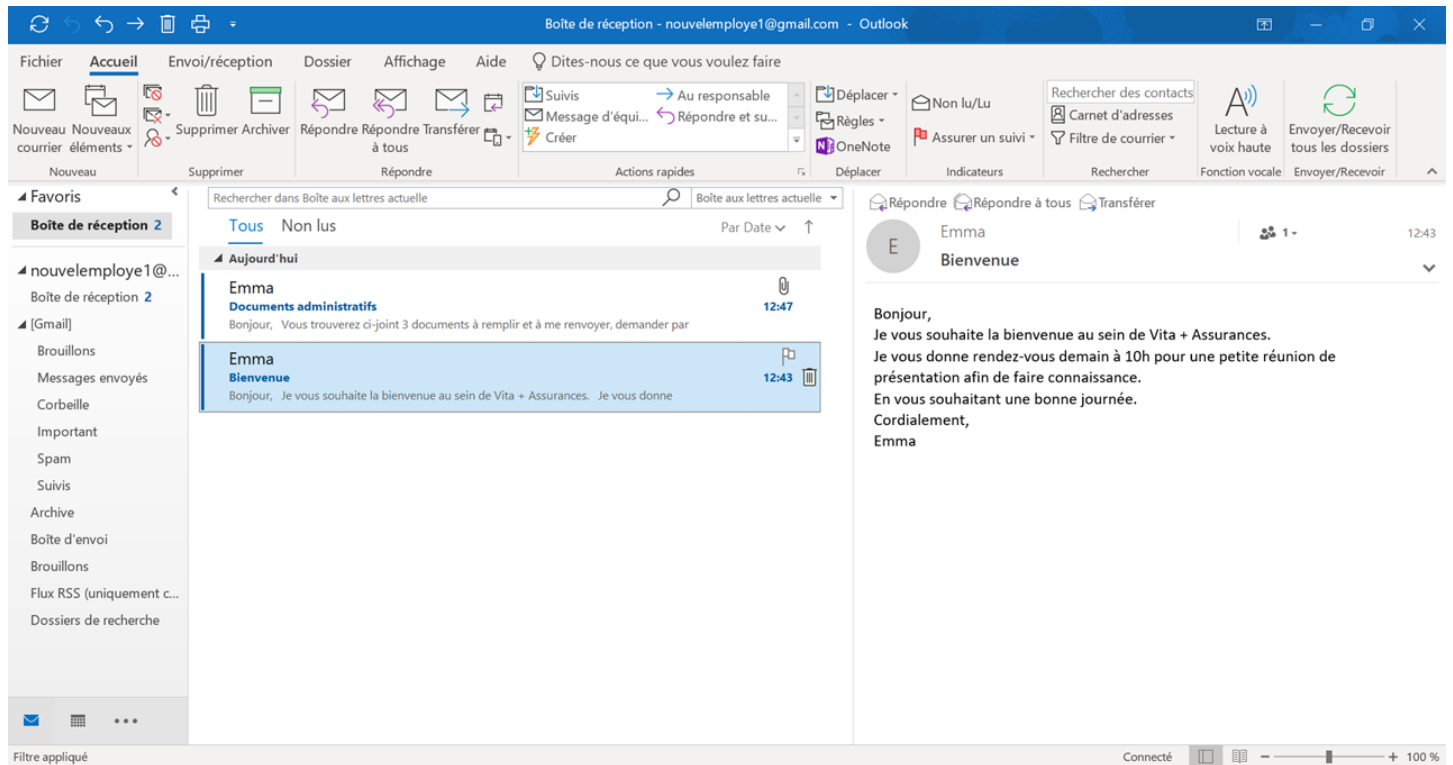 Boîte de réception - nouvelemploye1@gmail.com - Outlook
Fichier Accueil Envoi/réception Dossier Affichage Aide Dites-nous ce que vous voulez faire
Nouveau courrier
Nouveaux éléments
Supprimer
Archiver
Répondre
Répondre à tous
Transférer
Suivis
Message d'équi...
Créer
Au responsable
Répondre et su...
Déplacer
Règles
OneNote
Non lu/Lu
Assurer un suivi
Rechercher des contacts
Carnet d'adresses
Filtre de courrier
Lecture à voix haute
Envoyer/Recevoir tous les dossiers
Nouveau Supprimer Répondre Actions rapides Déplacer Indicateurs Rechercher Fonction vocale Envoyer/Recevoir
Favoris
Boîte de réception 2
nouvelemploye1@...
Boîte de réception 2
[Gmail]
Brouillons
Messages envoyés
Corbeille
Important
Spam
Suivis
Archive
Boîte d'envoi
Brouillons
Flux RSS (uniquement c...
Dossiers de recherche
Rechercher dans Boîte aux lettres actuelle
Boîte aux lettres actuelle
Tous Non lus Par Date
Aujourd'hui
Emma
Documents administratifs 12:47
Bonjour, Vous trouverez ci-joint 3 documents à remplir et à me renvoyer, demander par
Emma
Bienvenue 12:43
Bonjour, Je vous souhaite la bienvenue au sein de Vita + Assurances. Je vous donne
Répondre Répondre à tous Transférer
E
Emma 1 12:43
Bienvenue
Bonjour,
Je vous souhaite la bienvenue au sein de Vita + Assurances.
Je vous donne rendez-vous demain à 10h pour une petite réunion de
présentation afin de faire connaissance.
En vous souhaitant une bonne journée.
Cordialement,
Emma
Filtre appliqué
Connecté
100 %